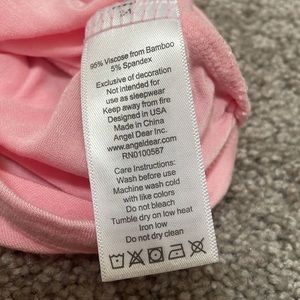 95% Viscose from Bamboo
5% Spandex
Exclusive of decoration
Not intended for
use as sleepwear
Keep away from fire
Designed in USA
Made in China
Angel Dear Inc.
www.angeldear.com
RN0100587
Care Instructions:
Wash before use
Machine wash cold
with like colors
Do not bleach
Tumble dry on low heat
Iron low
Do not dry clean